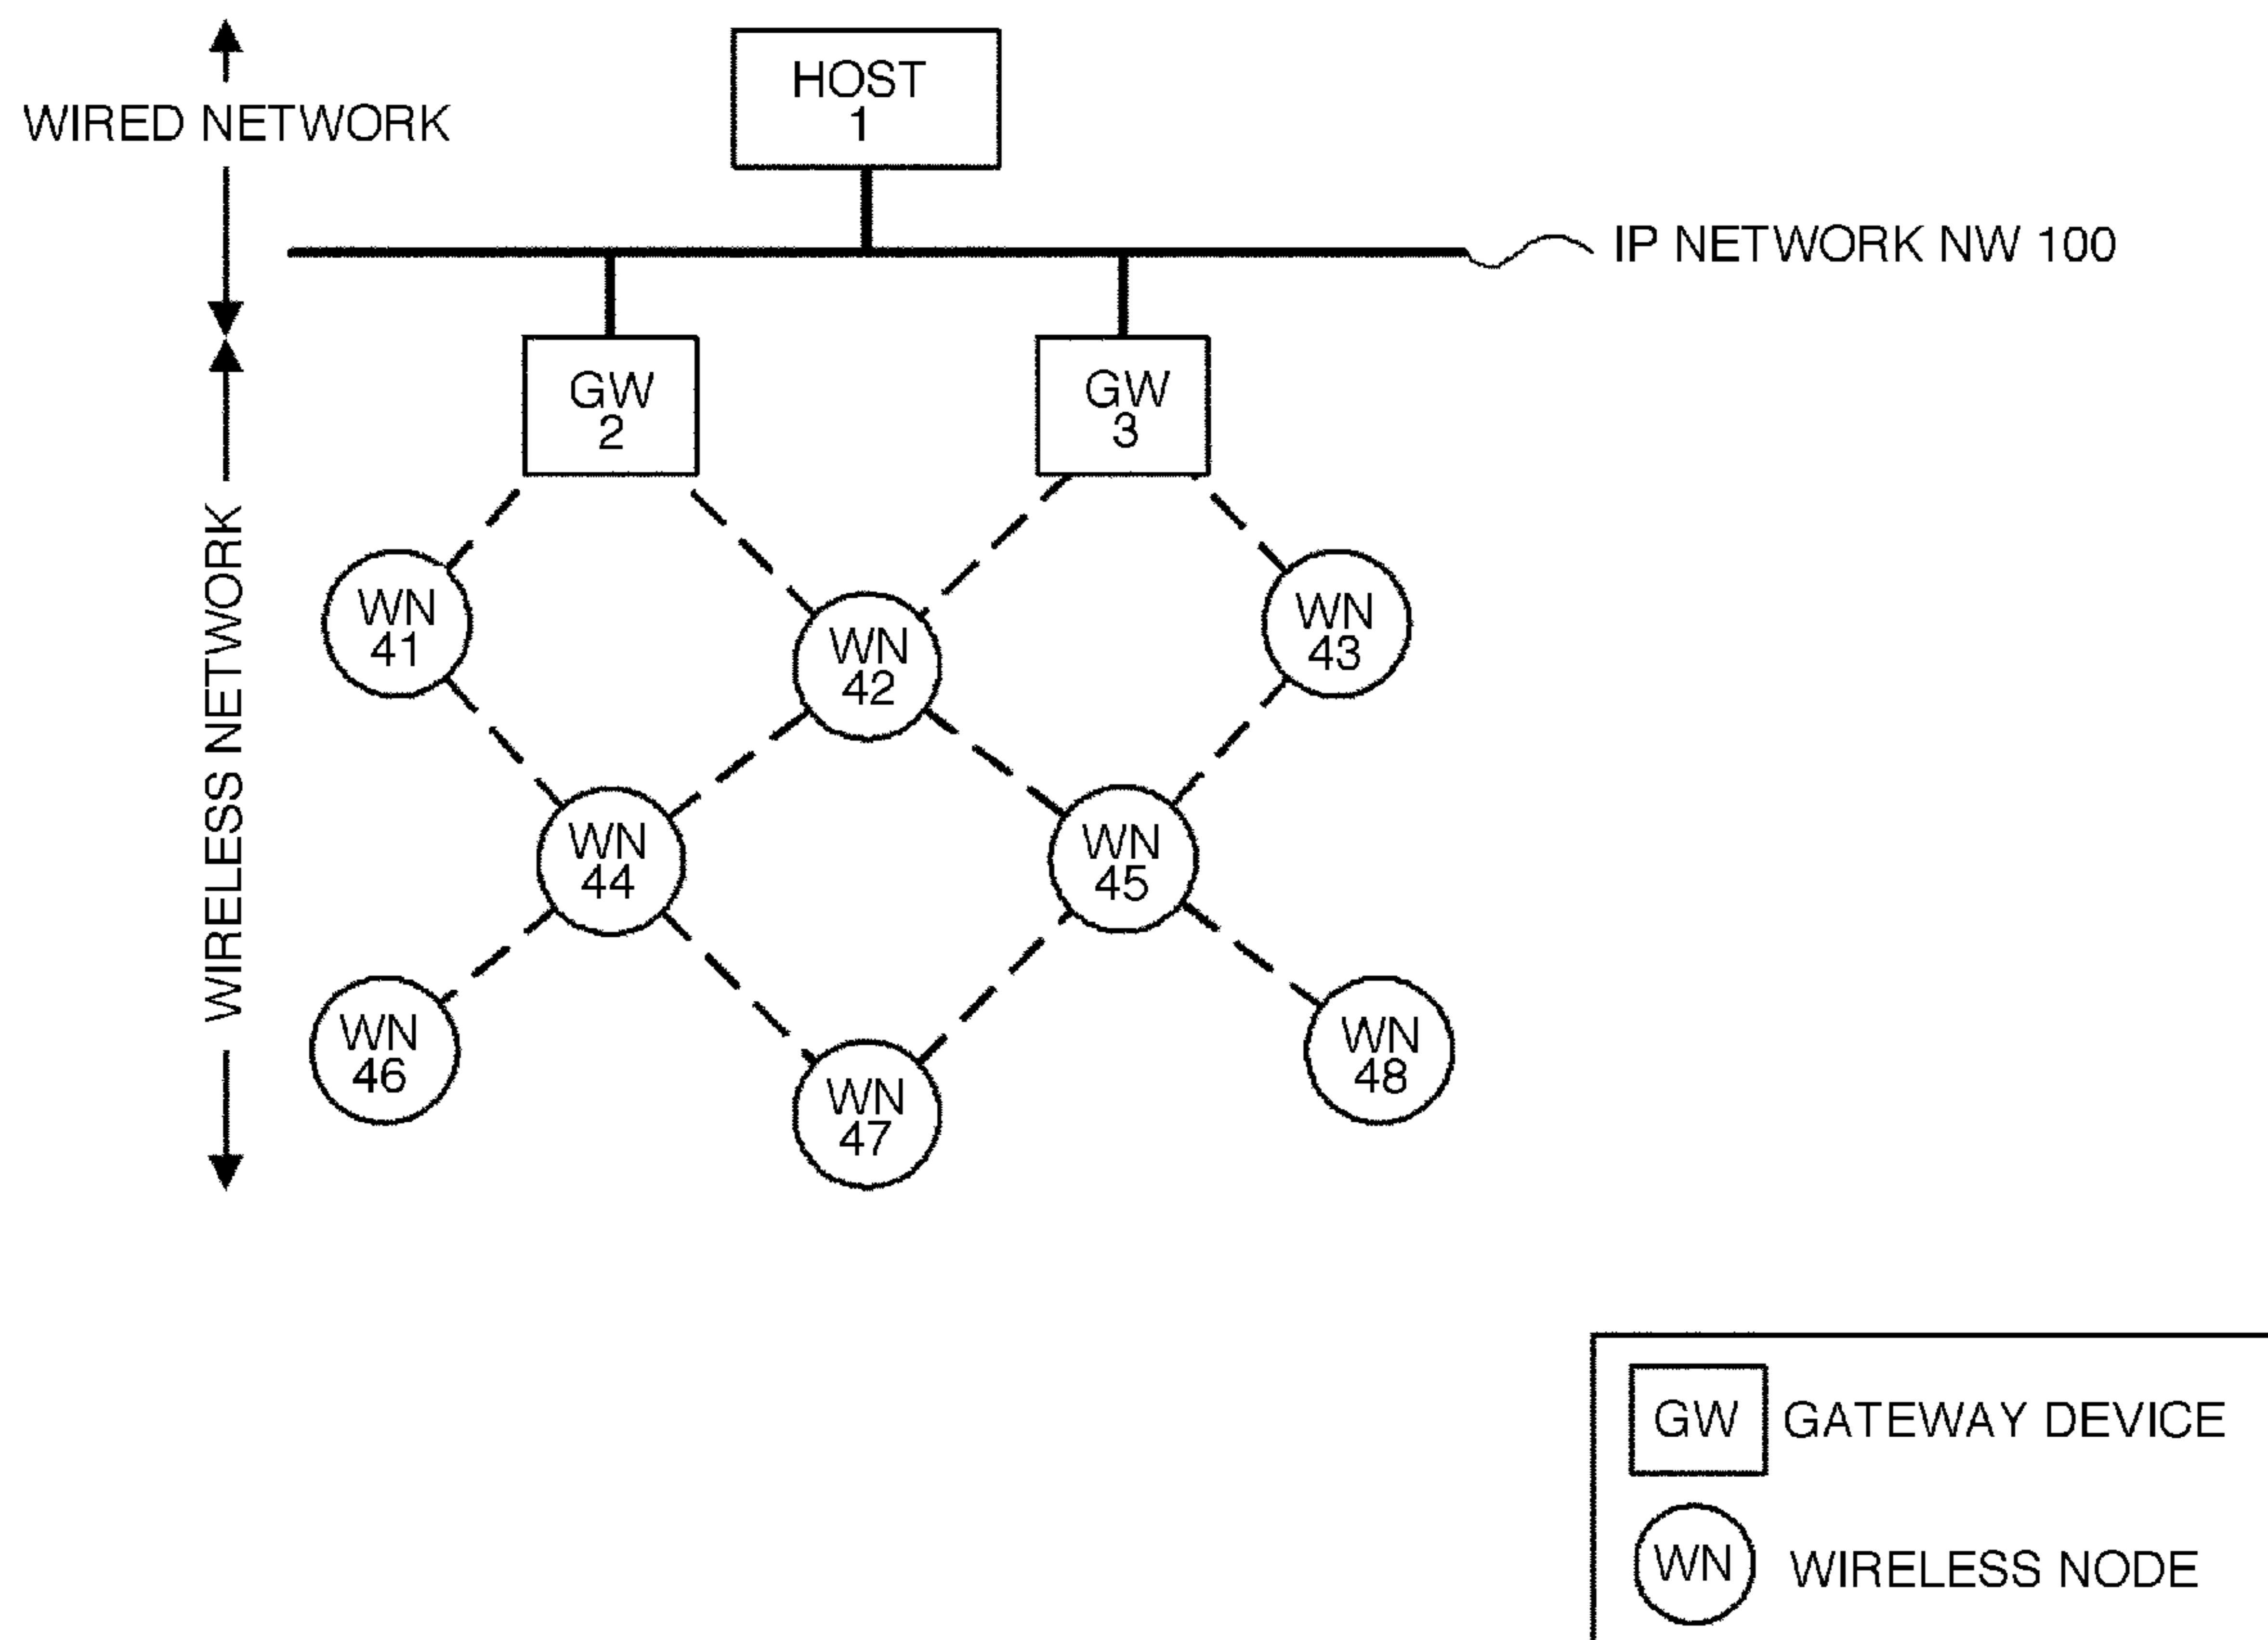 HOST
1
WIRED NETWORK
IP NETWORK NW 100
GW
2
GW
3
WIRELESS NETWORK
WN
41
WN
42
WN
43
WN
44
WN
45
WN
46
WN
47
WN
48
GW GATEWAY DEVICE
WN WIRELESS NODE